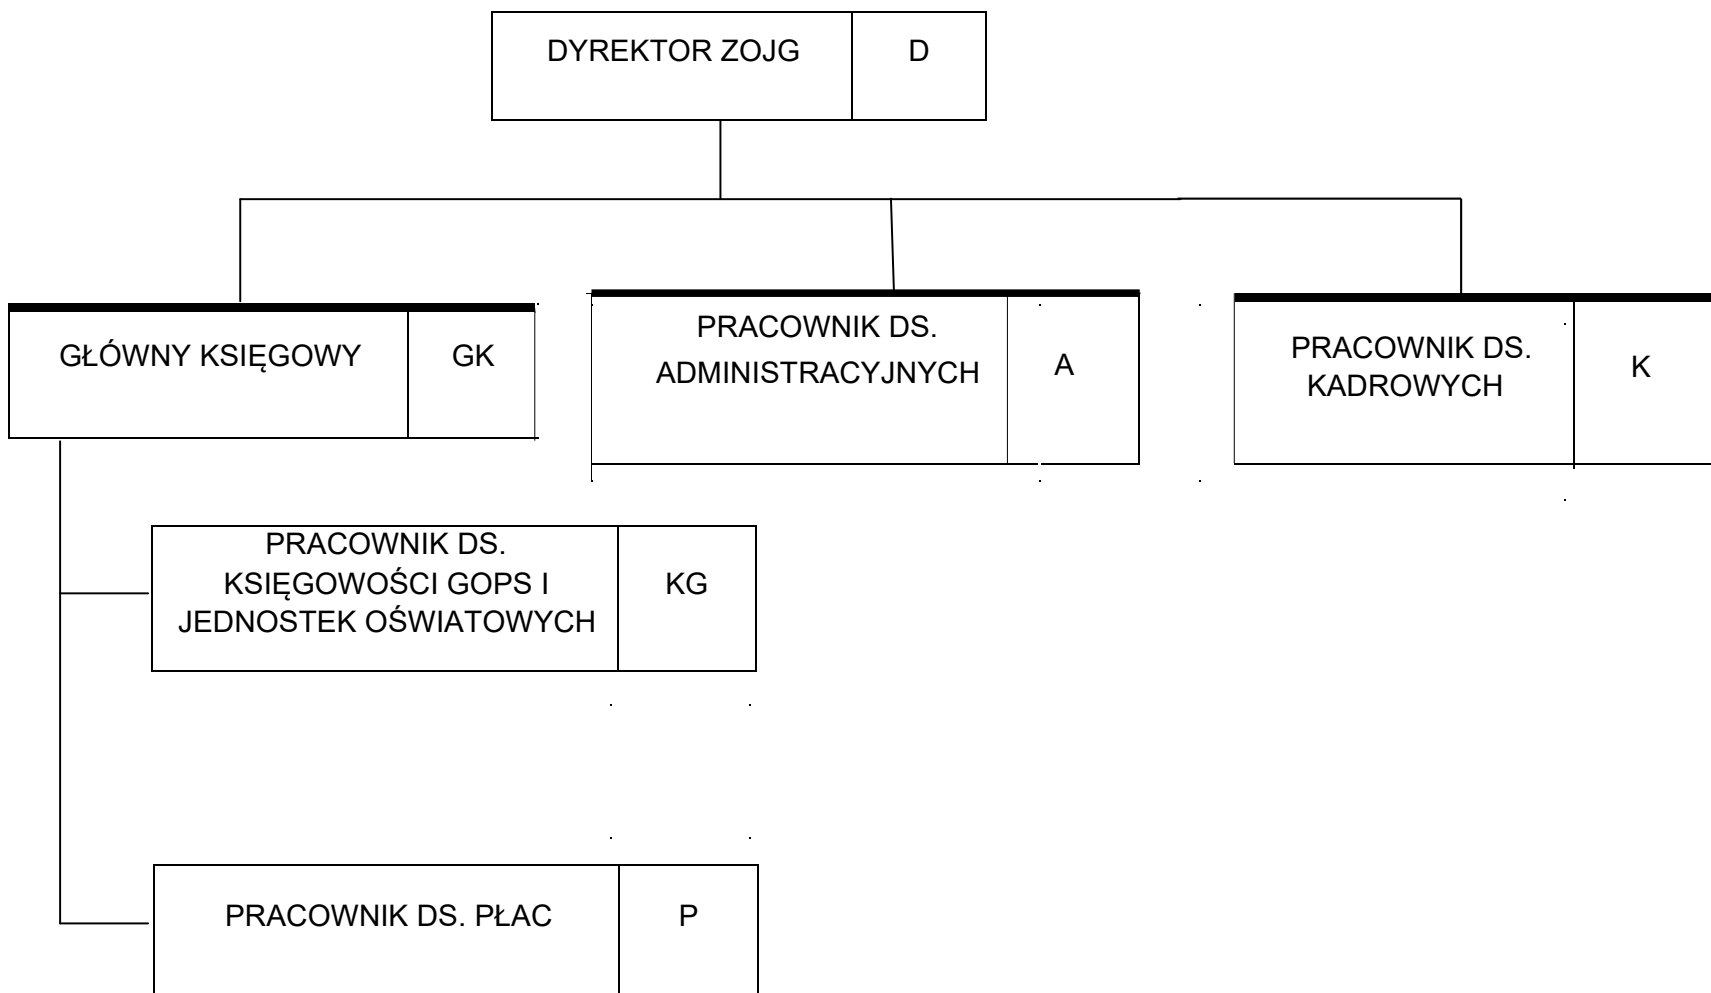 DYREKTOR ZOJG
D
GŁÓWNY KSIĘGOWY
GK
PRACOWNIK DS.
ADMINISTRACYJNYCH
A
PRACOWNIK DS.
KADROWYCH
K
PRACOWNIK DS.
KSIĘGOWOŚCI GOPS I
JEDNOSTEK OŚWIATOWYCH
KG
PRACOWNIK DS. PŁAC
P